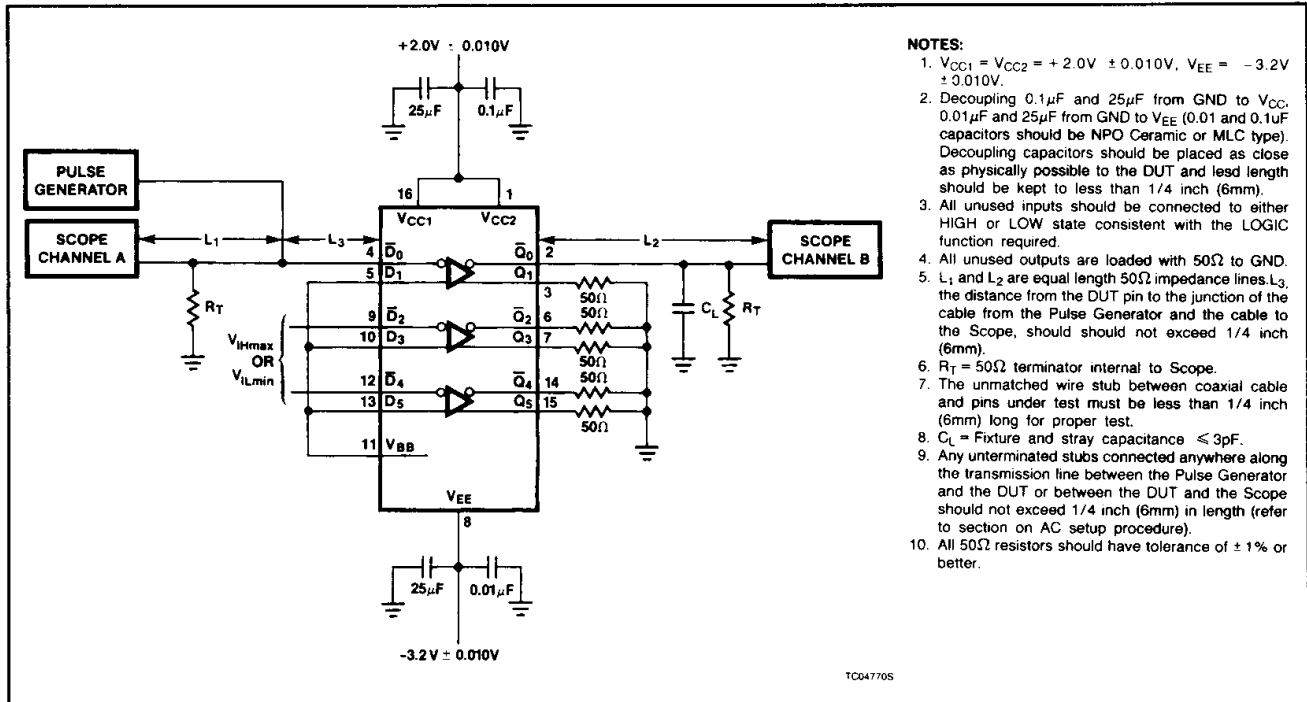 +2.0V ± 0.010V
25μF
0.1μF
PULSE
GENERATOR
16
1
VCC1
VCC2
SCOPE
CHANNEL A
L1
L3
L2
SCOPE
CHANNEL B
4
D̅0
Q̅0
2
5
D1
Q1
3
RT
50Ω
CL
RT
50Ω
9
D̅2
Q̅2
6
10
D3
Q3
7
VIHmax
OR
VILmin
50Ω
50Ω
12
D̅4
Q̅4
14
13
D5
Q5
15
50Ω
11
VBB
VEE
8
25μF
0.01μF
-3.2V ± 0.010V
TC04770S
NOTES:
1. VCC1 = VCC2 = +2.0V ±0.010V, VEE = -3.2V
±0.010V.
2. Decoupling 0.1μF and 25μF from GND to VCC,
0.01μF and 25μF from GND to VEE (0.01 and 0.1uF
capacitors should be NPO Ceramic or MLC type).
Decoupling capacitors should be placed as close
as physically possible to the DUT and lesd length
should be kept to less than 1/4 inch (6mm).
3. All unused inputs should be connected to either
HIGH or LOW state consistent with the LOGIC
function required.
4. All unused outputs are loaded with 50Ω to GND.
5. L1 and L2 are equal length 50Ω impedance lines. L3,
the distance from the DUT pin to the junction of the
cable from the Pulse Generator and the cable to
the Scope, should should not exceed 1/4 inch
(6mm).
6. RT = 50Ω terminator internal to Scope.
7. The unmatched wire stub between coaxial cable
and pins under test must be less than 1/4 inch
(6mm) long for proper test.
8. CL = Fixture and stray capacitance ⩽ 3pF.
9. Any unterminated stubs connected anywhere along
the transmission line between the Pulse Generator
and the DUT or between the DUT and the Scope
should not exceed 1/4 inch (6mm) in length (refer
to section on AC setup procedure).
10. All 50Ω resistors should have tolerance of ±1% or
better.